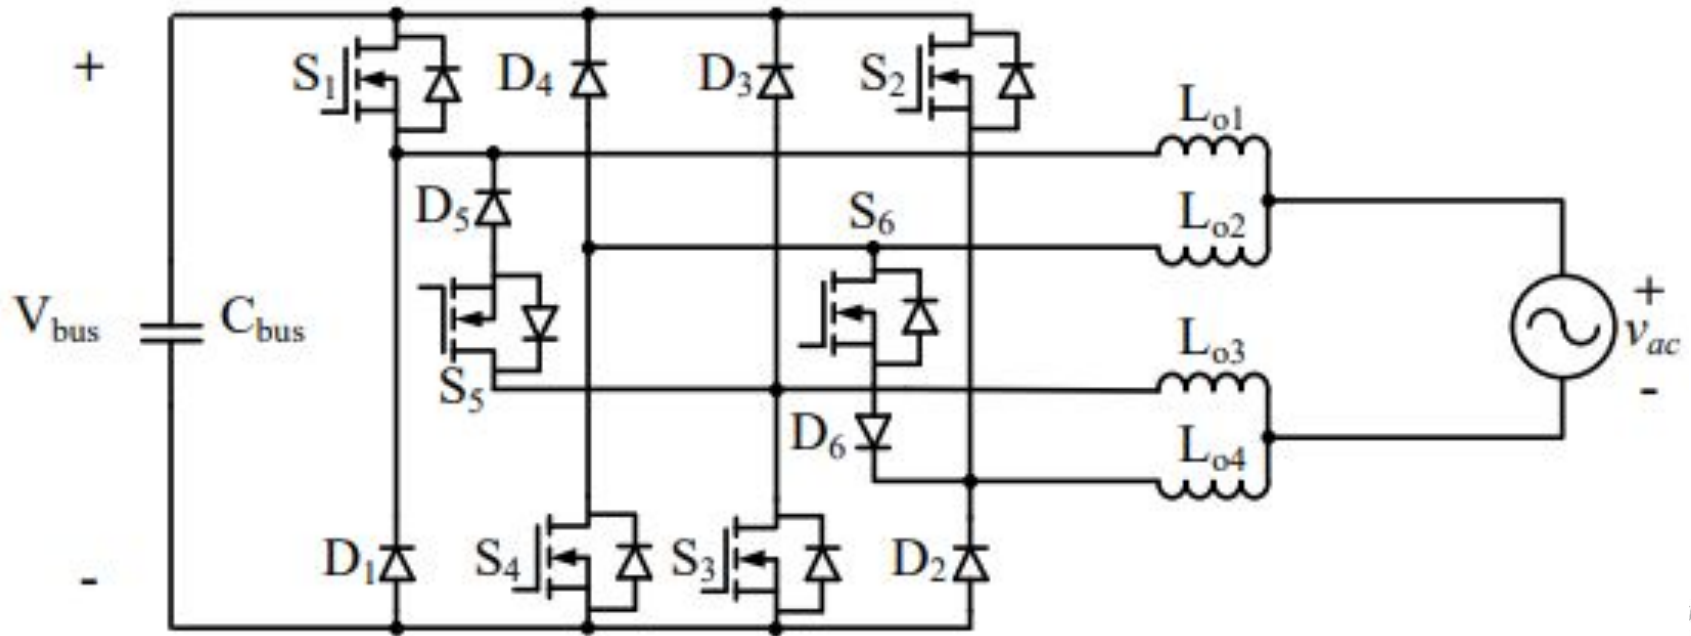 +
S1
D4
D3
S2
Lo1
D5
S6
Lo2
Vbus
Cbus
+
vac
-
Lo3
S5
D6
Lo4
-
D1
S4
S3
D2